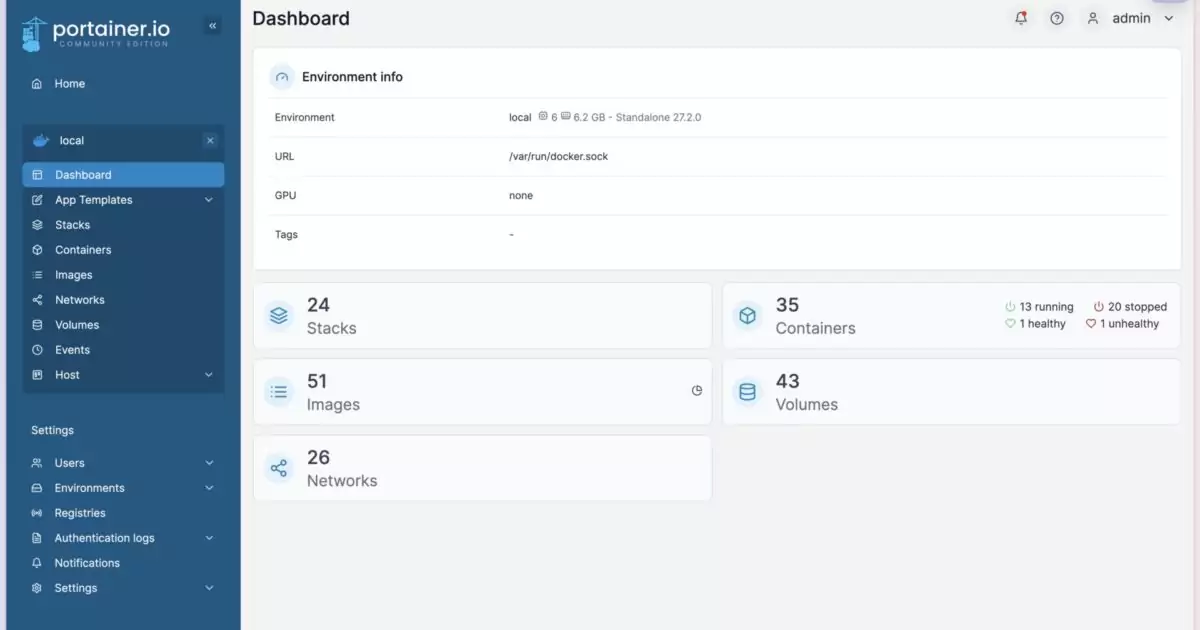 portainer.io
COMMUNITY EDITION
Home
local
Dashboard
App Templates
Stacks
Containers
Images
Networks
Volumes
Events
Host
Settings
Users
Environments
Registries
Authentication logs
Notifications
Settings
Dashboard
admin
Environment info
Environment local 6 6.2 GB - Standalone 27.2.0
URL /var/run/docker.sock
GPU none
Tags -
24
Stacks
35
Containers
13 running 20 stopped
1 healthy 1 unhealthy
51
Images
43
Volumes
26
Networks